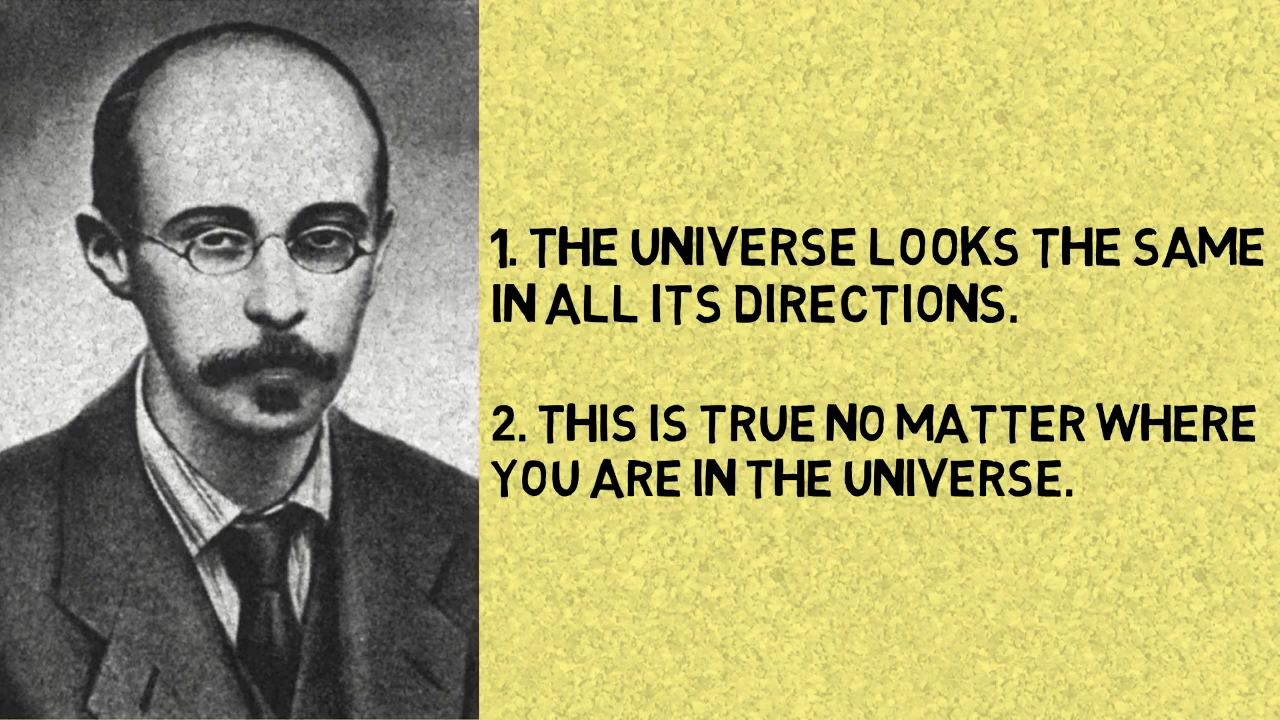 1. THE UNIVERSE LOOKS THE SAME
IN ALL ITS DIRECTIONS.
2. THIS IS TRUE NO MATTER WHERE
YOU ARE IN THE UNIVERSE.